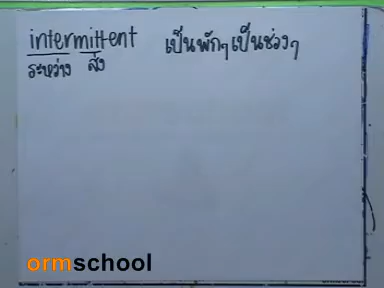 intermittent เป็นพักๆ เป็นช่วงๆ
ระหว่าง ส่ง
ormschool